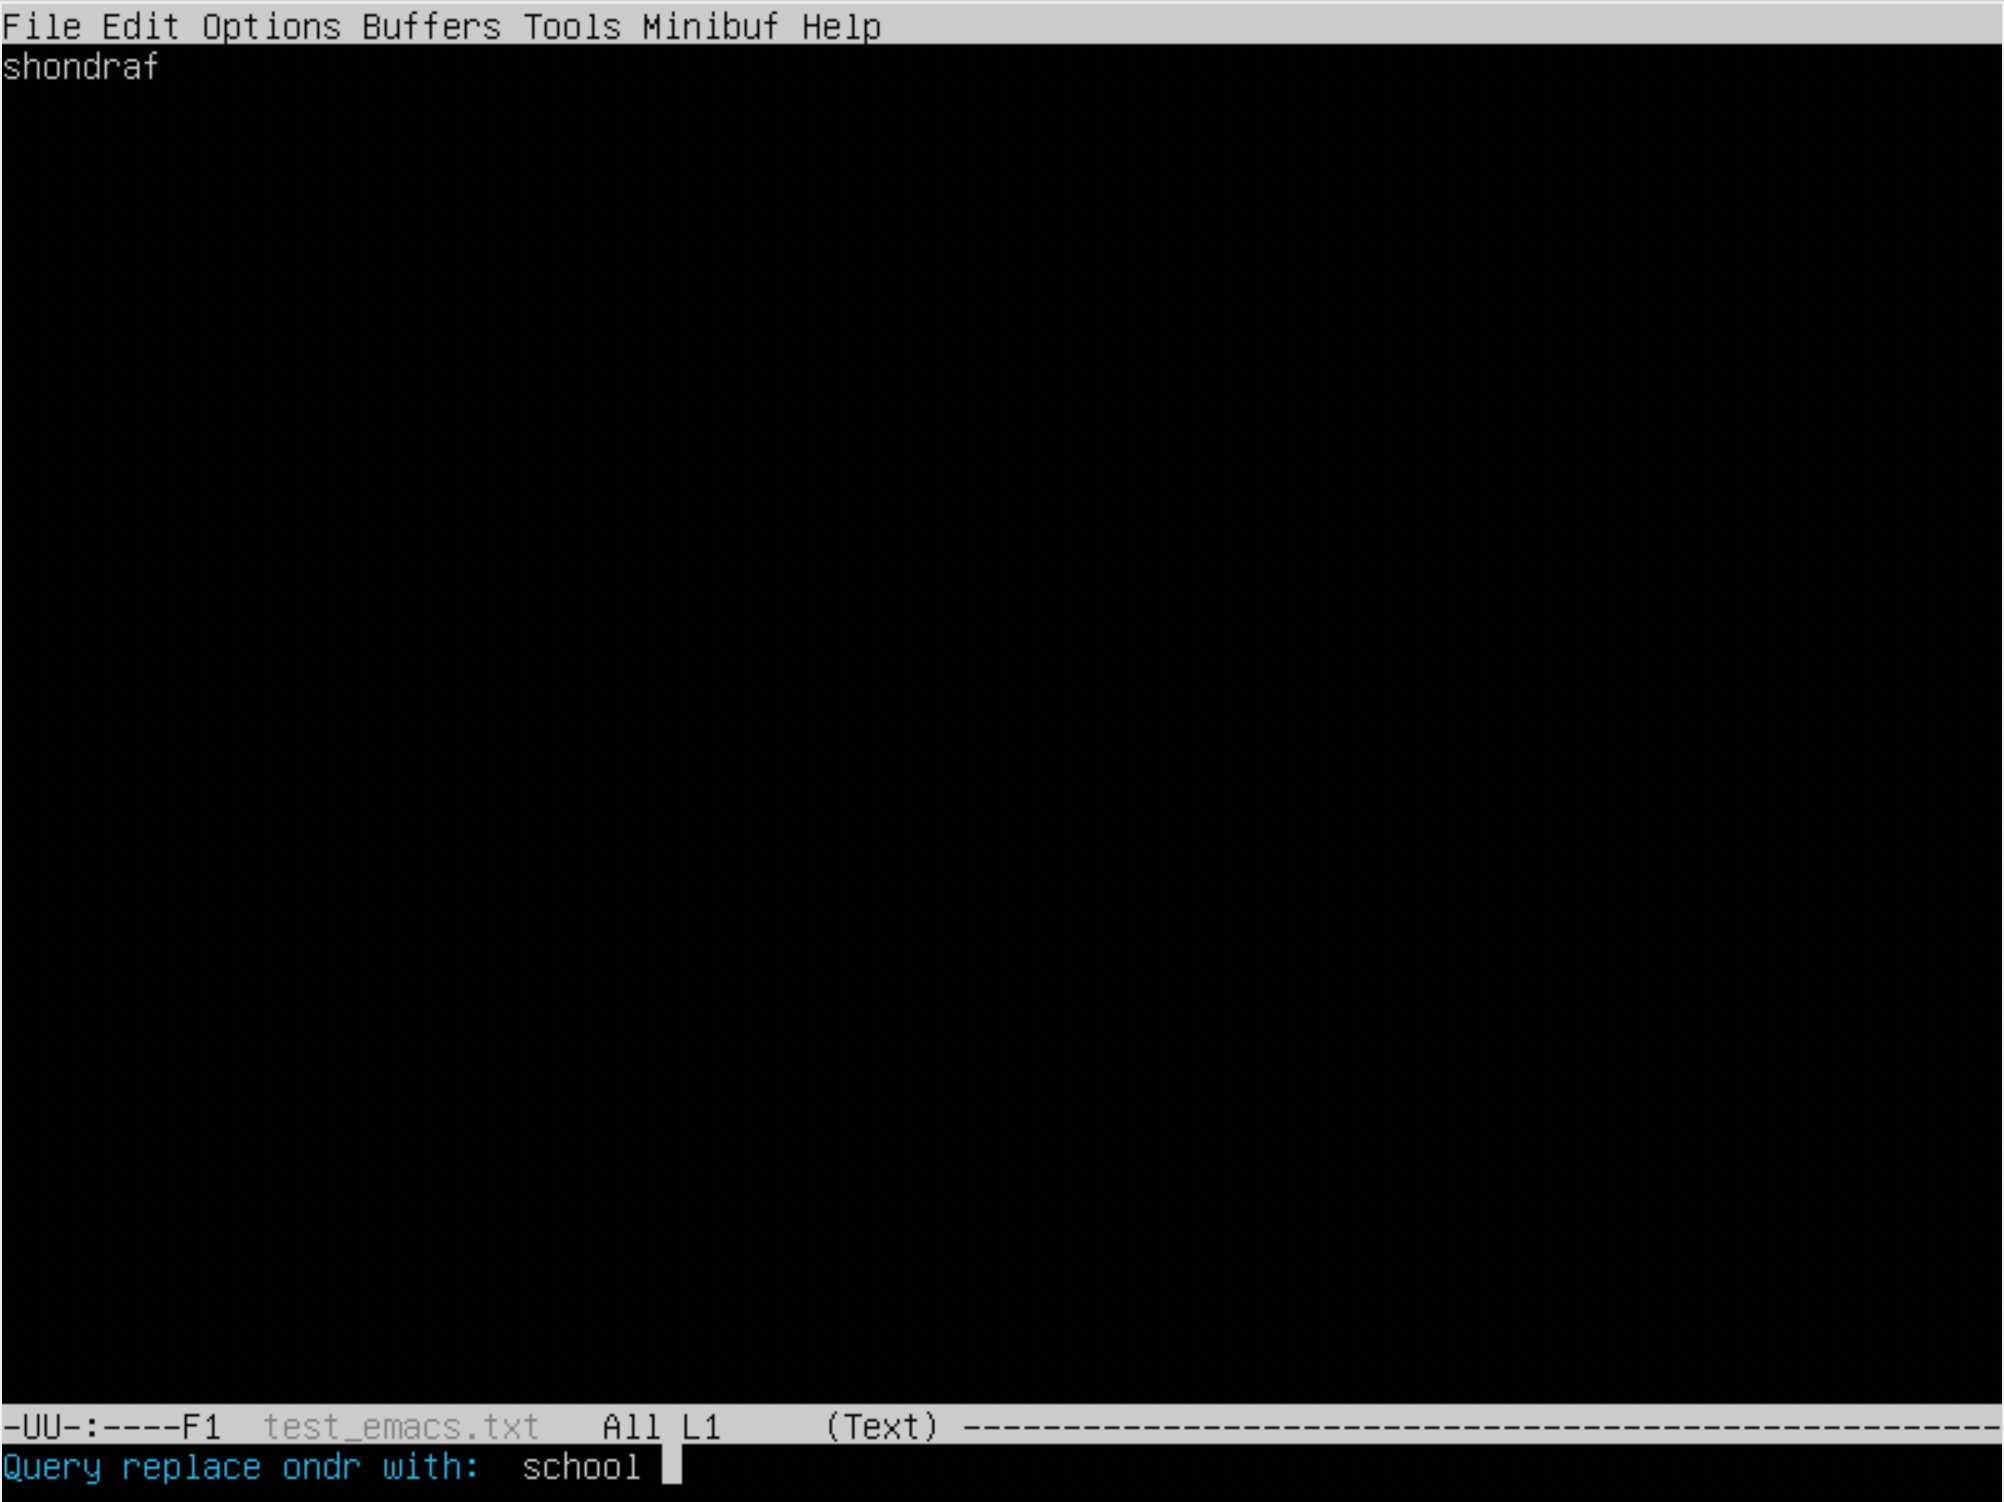 File Edit Options Buffers Tools Minibuf Help
shondraf
-UU-:----F1  test_emacs.txt   All L1     (Text) ----------------------------------------------------
Query replace ondr with:  school